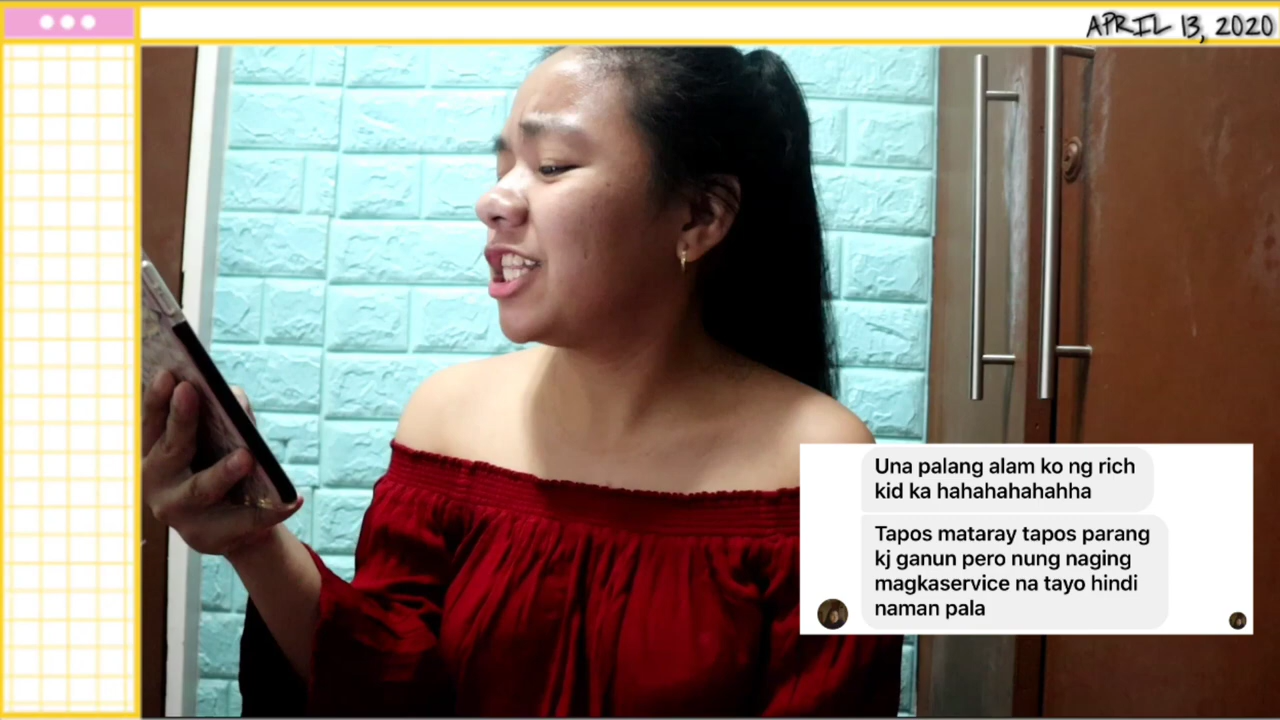 APRIL 13, 2020
Una palang alam ko ng rich
kid ka hahahahahahha
Tapos mataray tapos parang
kj ganun pero nung naging
magkaservice na tayo hindi
naman pala